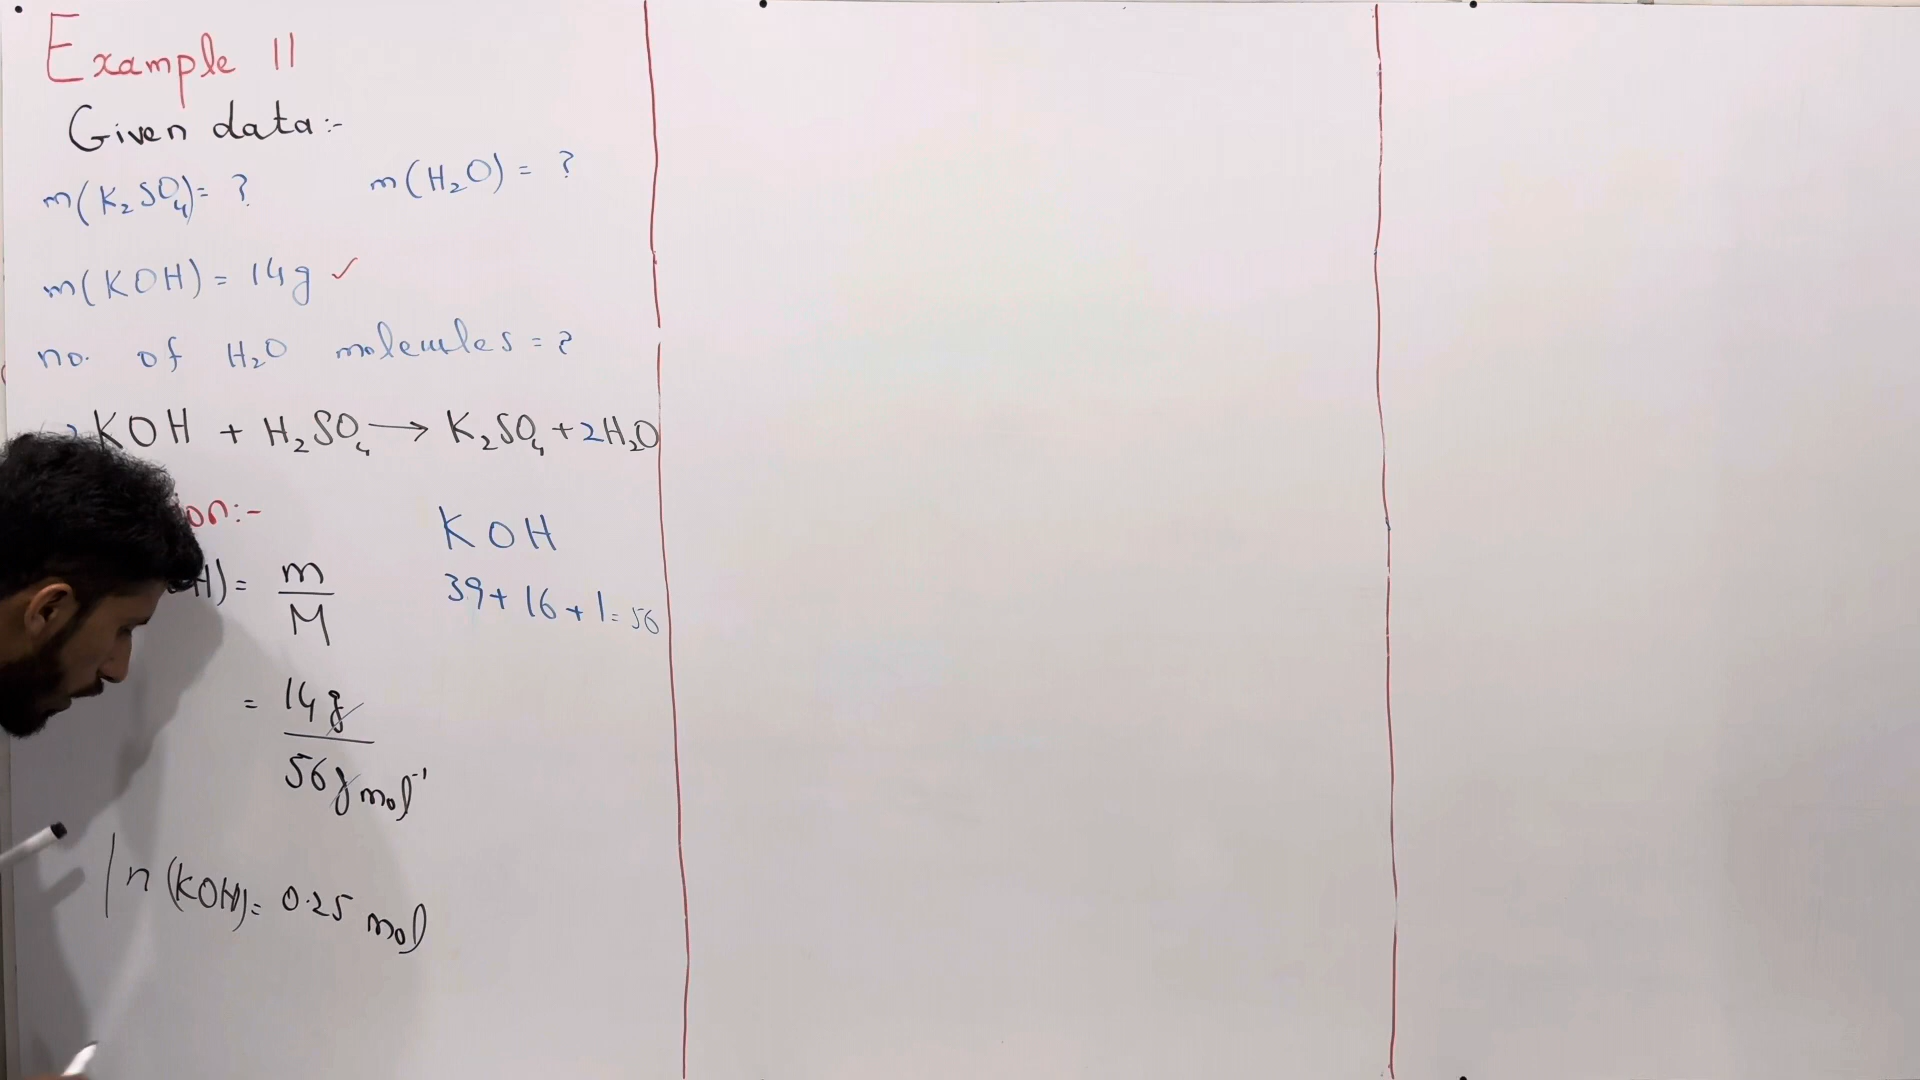 Example 11
Given data:-
m(K₂SO₄)= ? m(H₂O) = ?
m(KOH) = 14g ✓
no. of H₂O molecules = ?
2KOH + H₂SO₄ → K₂SO₄ + 2H₂O
on:-
KOH
H) = m/M
39 + 16 + 1 = 56
= 14g / 56g mol⁻¹
n (KOH) = 0.25 mol